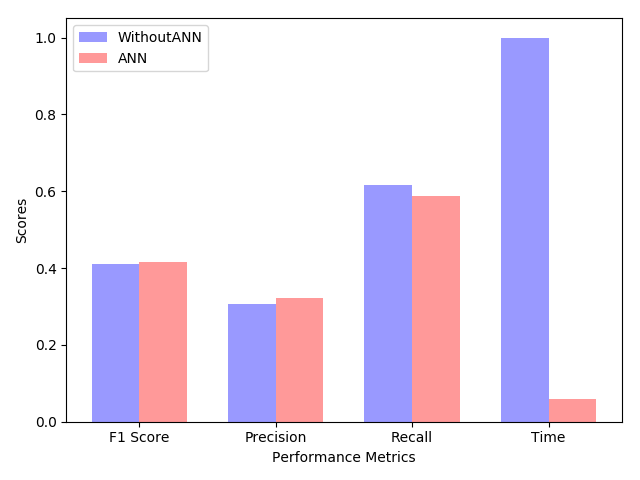 WithoutANN
ANN
1.0
0.8
0.6
0.4
0.2
0.0
Scores
F1 Score Precision Recall Time
Performance Metrics